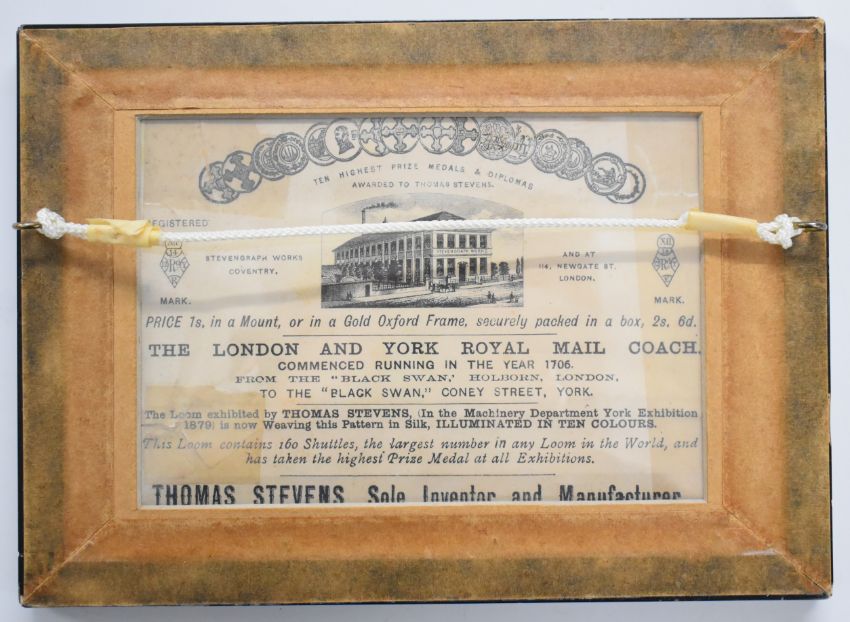 TEN HIGHEST PRIZE MEDALS & DIPLOMAS
AWARDED TO THOMAS STEVENS.
REGISTERED
STEVENGRAPH WORKS
COVENTRY,
STEVENGRAPH WORKS
AND AT
114, NEWGATE ST.
LONDON.
MARK.
MARK.
PRICE 1s, in a Mount, or in a Gold Oxford Frame, securely packed in a box, 2s. 6d.
THE LONDON AND YORK ROYAL MAIL COACH.
COMMENCED RUNNING IN THE YEAR 1706.
FROM THE "BLACK SWAN,' HOLBORN, LONDON,
TO THE "BLACK SWAN," CONEY STREET, YORK.
The Loom exhibited by THOMAS STEVENS, (In the Machinery Department York Exhibition
1879) is now Weaving this Pattern in Silk, ILLUMINATED IN TEN COLOURS.
This Loom contains 160 Shuttles, the largest number in any Loom in the World, and
has taken the highest Prize Medal at all Exhibitions.
THOMAS STEVENS Sole Inventor and Manufacturer